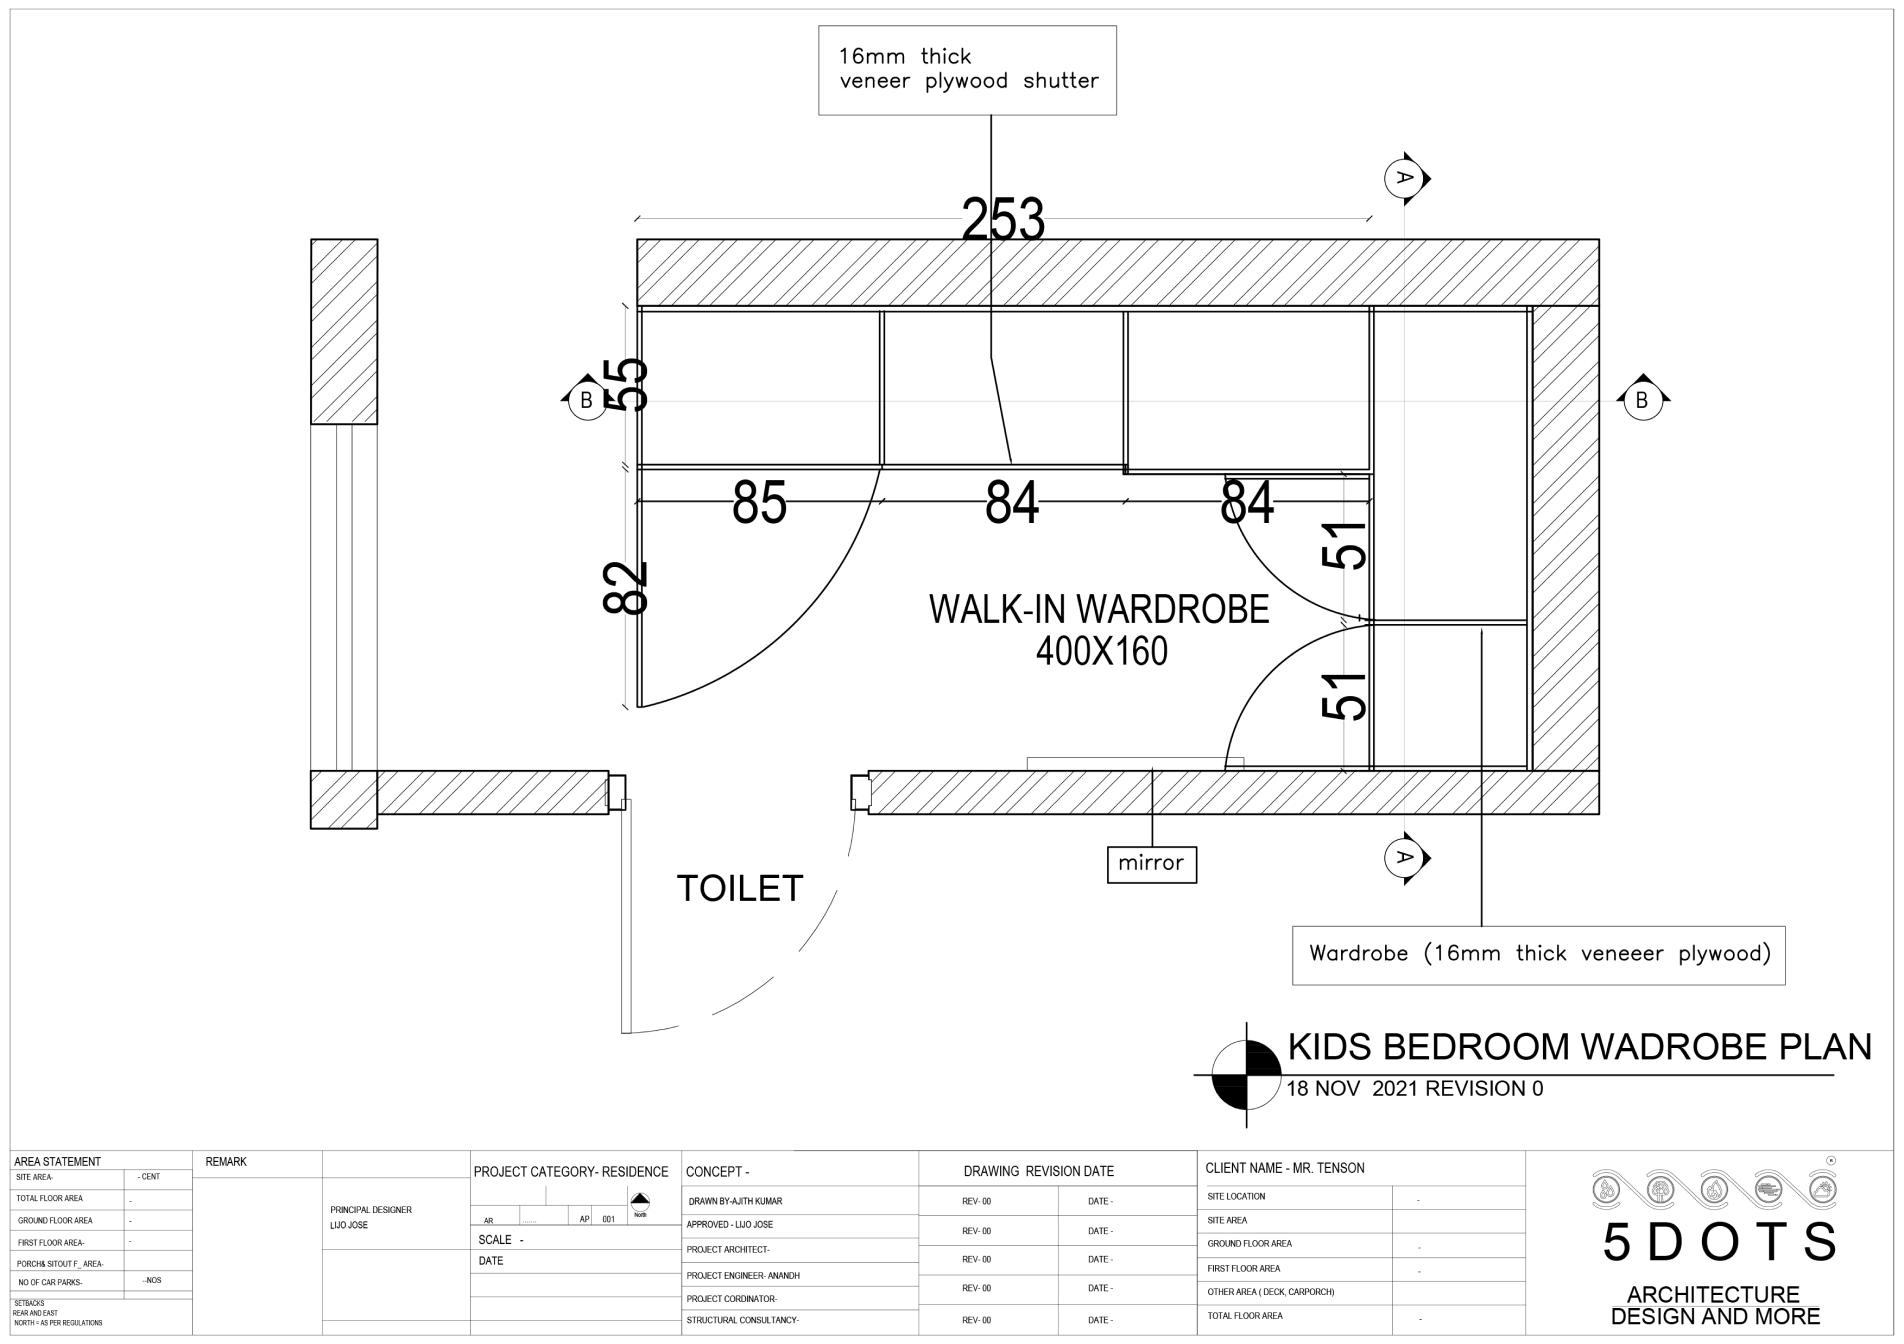 16mm thick
veneer plywood shutter
A
253
55
B
B
85
84
84
51
82
WALK-IN WARDROBE
400X160
51
mirror
A
TOILET
Wardrobe (16mm thick veneeer plywood)
KIDS BEDROOM WADROBE PLAN
18 NOV 2021 REVISION 0
AREA STATEMENT
SITE AREA- - CENT
TOTAL FLOOR AREA -
GROUND FLOOR AREA -
FIRST FLOOR AREA- -
PORCH& SITOUT F_ AREA-
NO OF CAR PARKS- --NOS
SETBACKS
REAR AND EAST
NORTH = AS PER REGULATIONS
REMARK
PRINCIPAL DESIGNER
LIJO JOSE
PROJECT CATEGORY- RESIDENCE
AR ....... AP 001
North
SCALE -
DATE
CONCEPT -
DRAWN BY-AJITH KUMAR
APPROVED - LIJO JOSE
PROJECT ARCHITECT-
PROJECT ENGINEER- ANANDH
PROJECT CORDINATOR-
STRUCTURAL CONSULTANCY-
DRAWING REVISION DATE
REV- 00 DATE -
REV- 00 DATE -
REV- 00 DATE -
REV- 00 DATE -
REV- 00 DATE -
CLIENT NAME - MR. TENSON
SITE LOCATION -
SITE AREA
GROUND FLOOR AREA -
FIRST FLOOR AREA -
OTHER AREA ( DECK, CARPORCH)
TOTAL FLOOR AREA -
®
5DOTS
ARCHITECTURE
DESIGN AND MORE